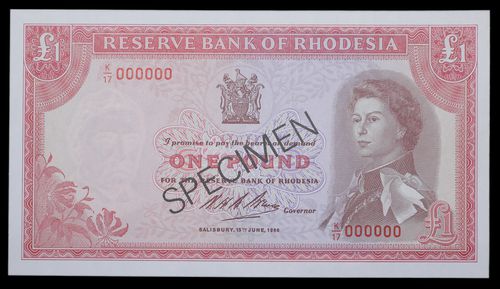 RESERVE BANK OF RHODESIA
£1
£1
K/17 000000
I promise to pay the bearer on demand
ONE POUND
FOR THE RESERVE BANK OF RHODESIA
SPECIMEN
Governor
SALISBURY, 15TH JUNE, 1966
K/17 000000
£1